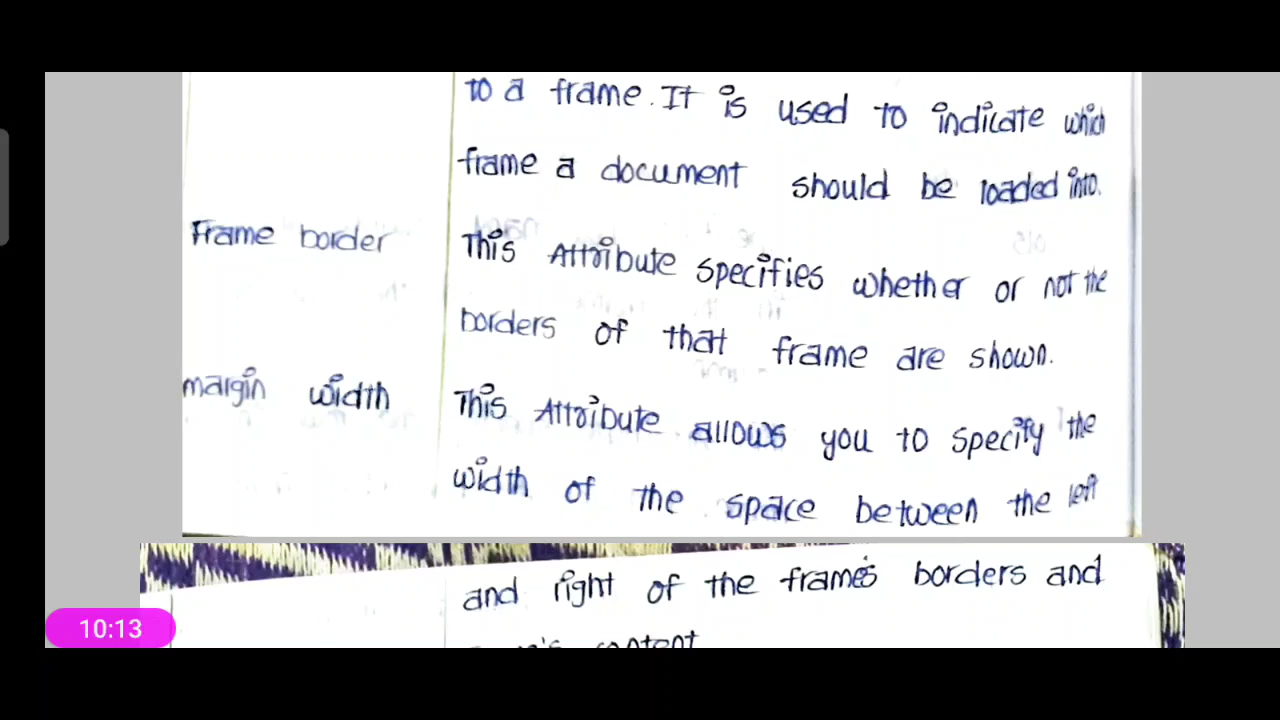 to a frame. It is used to indicate which
frame a document should be loaded into.
Frame border This Attribute specifies whether or not the
borders of that frame are shown.
margin width This Attribute allows you to specify the
width of the space between the left
and right of the frame's borders and
content
10:13